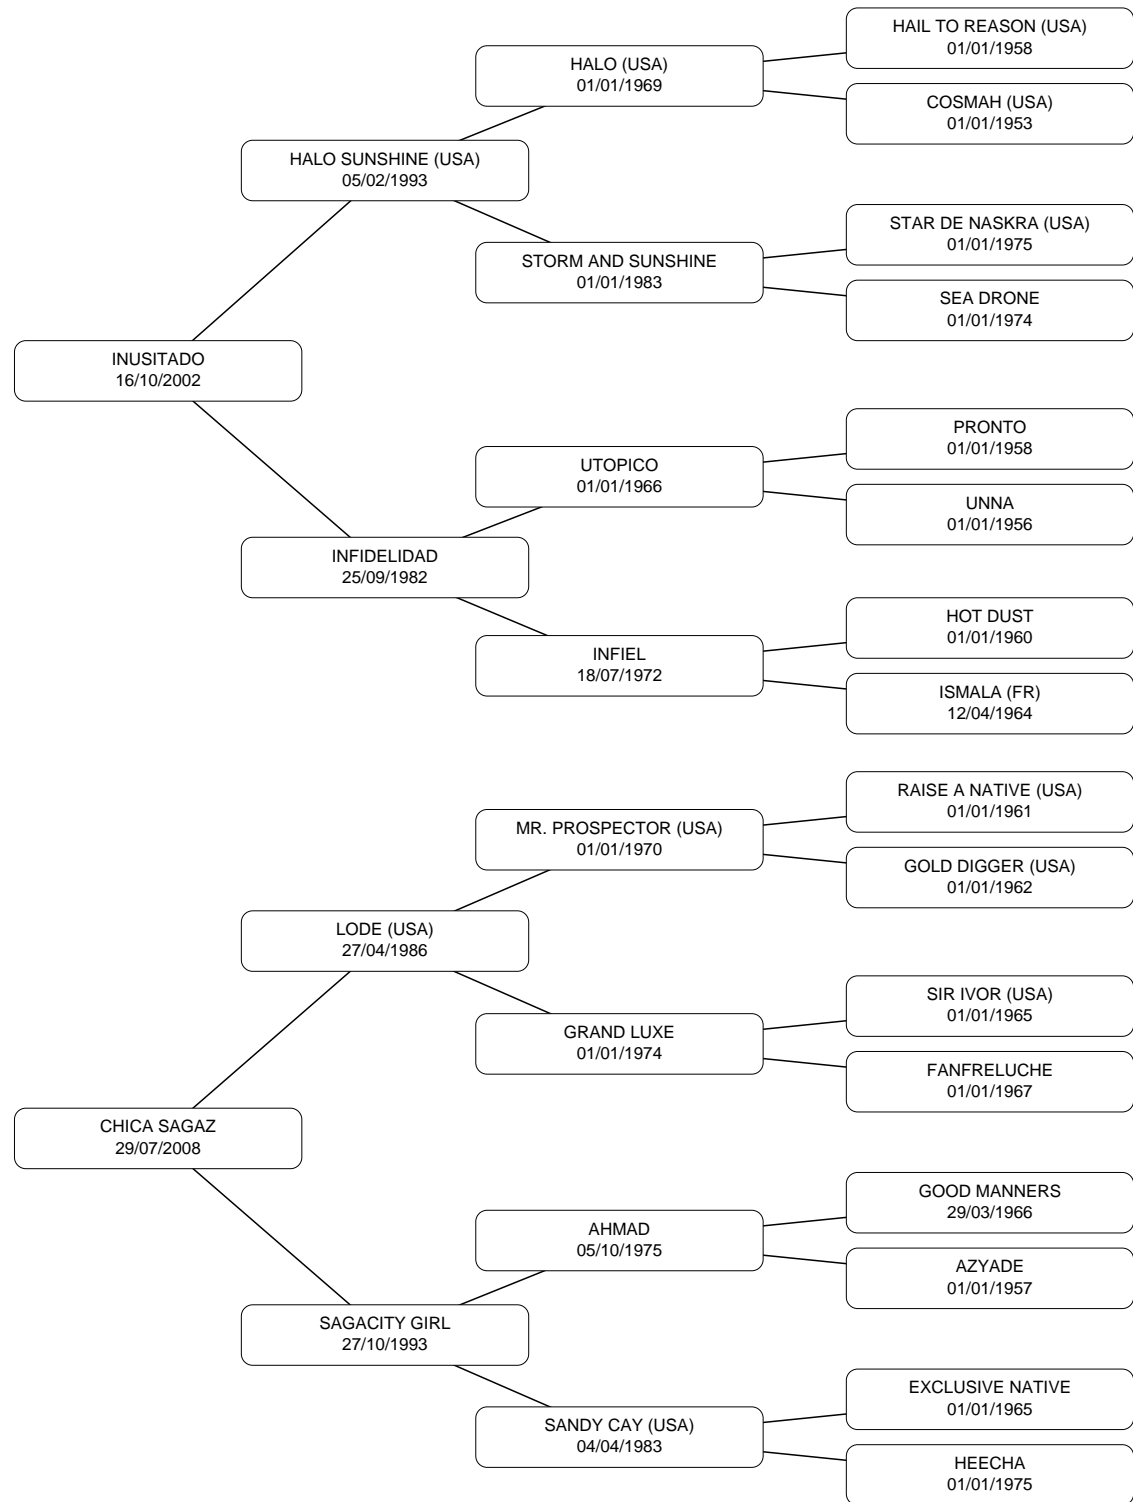 HAIL TO REASON (USA)
01/01/1958
HALO (USA)
01/01/1969
COSMAH (USA)
01/01/1953
HALO SUNSHINE (USA)
05/02/1993
STAR DE NASKRA (USA)
01/01/1975
STORM AND SUNSHINE
01/01/1983
SEA DRONE
01/01/1974
INUSITADO
16/10/2002
PRONTO
01/01/1958
UTOPICO
01/01/1966
UNNA
01/01/1956
INFIDELIDAD
25/09/1982
HOT DUST
01/01/1960
INFIEL
18/07/1972
ISMALA (FR)
12/04/1964
RAISE A NATIVE (USA)
01/01/1961
MR. PROSPECTOR (USA)
01/01/1970
GOLD DIGGER (USA)
01/01/1962
LODE (USA)
27/04/1986
SIR IVOR (USA)
01/01/1965
GRAND LUXE
01/01/1974
FANFRELUCHE
01/01/1967
CHICA SAGAZ
29/07/2008
GOOD MANNERS
29/03/1966
AHMAD
05/10/1975
AZYADE
01/01/1957
SAGACITY GIRL
27/10/1993
EXCLUSIVE NATIVE
01/01/1965
SANDY CAY (USA)
04/04/1983
HEECHA
01/01/1975